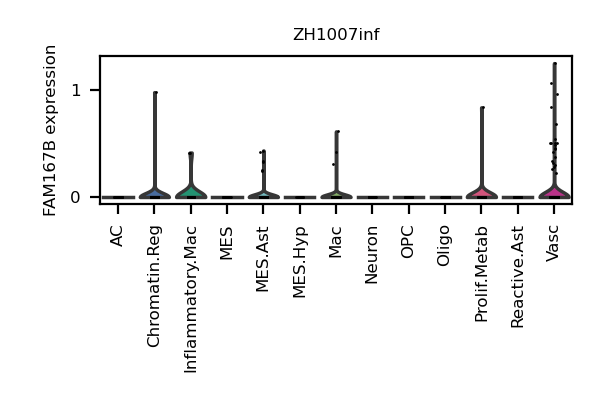 ZH1007inf
FAM167B expression
1
0
AC
Chromatin.Reg
Inflammatory.Mac
MES
MES.Ast
MES.Hyp
Mac
Neuron
OPC
Oligo
Prolif.Metab
Reactive.Ast
Vasc